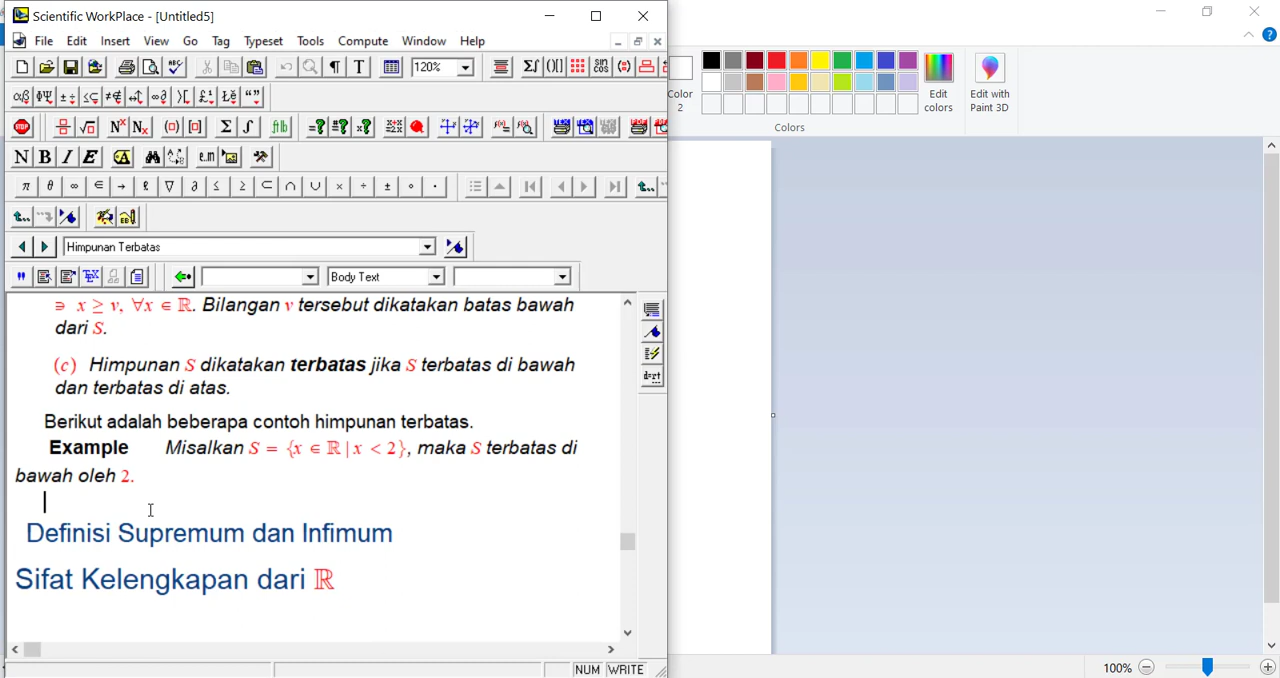 Scientific WorkPlace - [Untitled5]
File Edit Insert View Go Tag Typeset Tools Compute Window Help
120%
Color 2
Edit colors
Edit with Paint 3D
Colors
Himpunan Terbatas
Body Text
∋ x ≥ v, ∀x ∈ ℝ. Bilangan v tersebut dikatakan batas bawah
dari S.
(c) Himpunan S dikatakan terbatas jika S terbatas di bawah
dan terbatas di atas.
Berikut adalah beberapa contoh himpunan terbatas.
Example Misalkan S = {x ∈ ℝ | x < 2}, maka S terbatas di
bawah oleh 2.
Definisi Supremum dan Infimum
Sifat Kelengkapan dari ℝ
NUM WRITE
100%